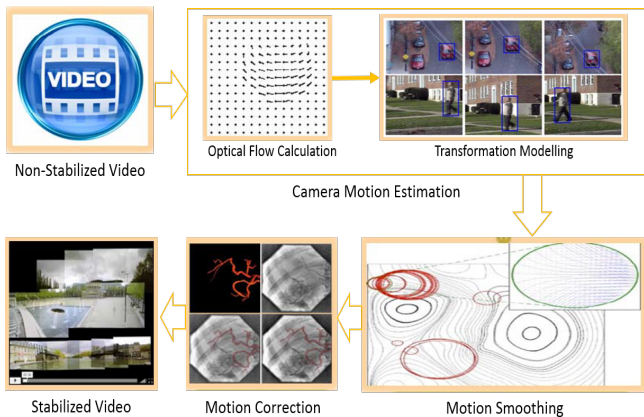 VIDEO
Non-Stabilized Video
Optical Flow Calculation
Transformation Modelling
Camera Motion Estimation
Stabilized Video
Motion Correction
Motion Smoothing